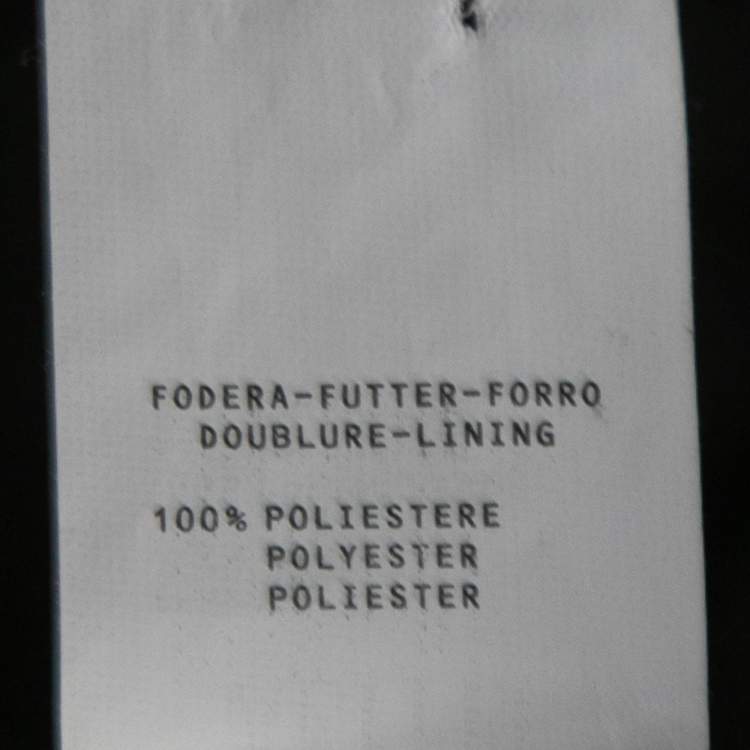 FODERA-FUTTER-FORRO
DOUBLURE-LINING
100% POLIESTERE
POLYESTER
POLIESTER